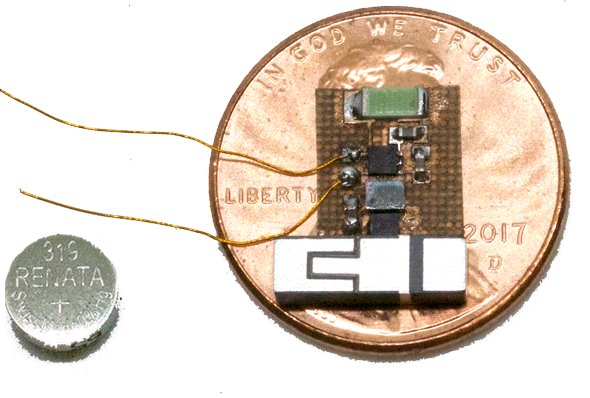 IN GOD WE TRUST
LIBERTY
2017
D
319
RENATA
+